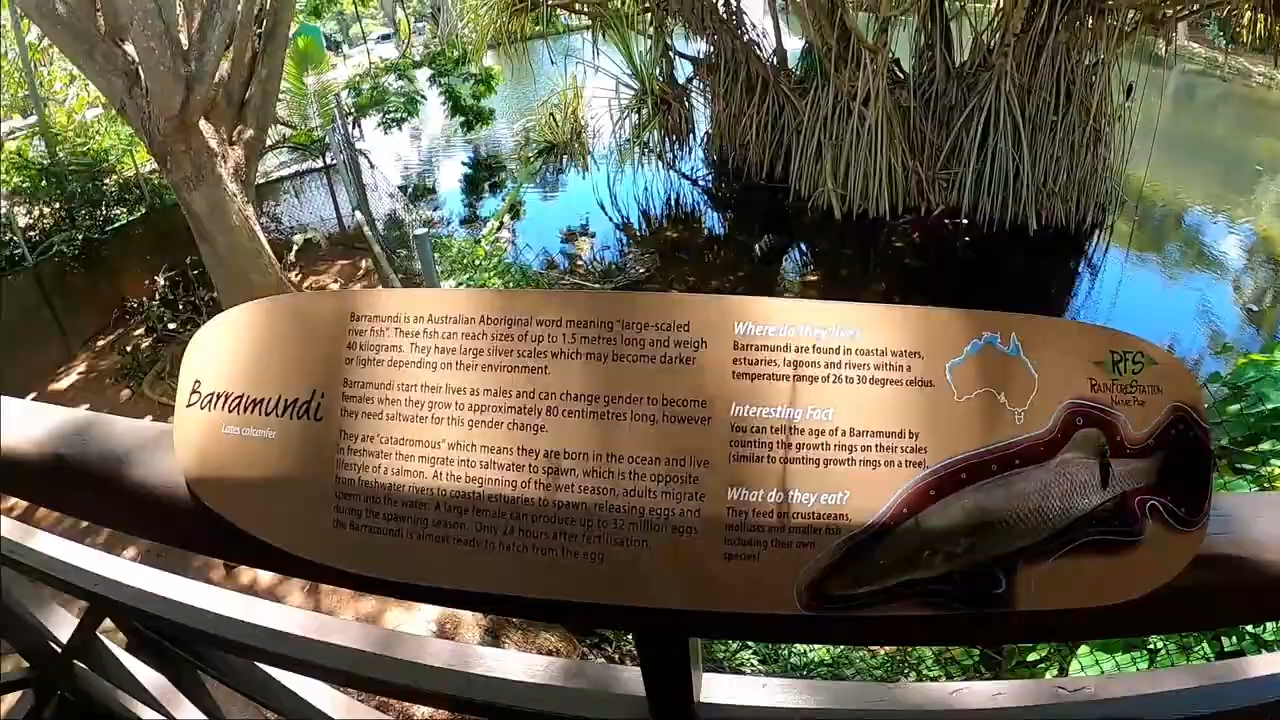 Barramundi
Lates calcarifer
Barramundi is an Australian Aboriginal word meaning "large-scaled
river fish". These fish can reach sizes of up to 1.5 metres long and weigh
40 kilograms. They have large silver scales which may become darker
or lighter depending on their environment.
Barramundi start their lives as males and can change gender to become
females when they grow to approximately 80 centimetres long, however
they need saltwater for this gender change.
They are "catadromous" which means they are born in the ocean and live
in freshwater then migrate into saltwater to spawn, which is the opposite
lifestyle of a salmon. At the beginning of the wet season, adults migrate
from freshwater rivers to coastal estuaries to spawn, releasing eggs and
sperm into the water. A large female can produce up to 32 million eggs
during the spawning season. Only 24 hours after fertilisation,
the Barramundi is almost ready to hatch from the egg
Where do they live?
Barramundi are found in coastal waters,
estuaries, lagoons and rivers within a
temperature range of 26 to 30 degrees celcius.
Interesting Fact
You can tell the age of a Barramundi by
counting the growth rings on their scales
(similar to counting growth rings on a tree).
What do they eat?
They feed on crustaceans,
mollusts and smaller fish
including their own
species!
RFS
RAINFORESTATION
NATURE PARK